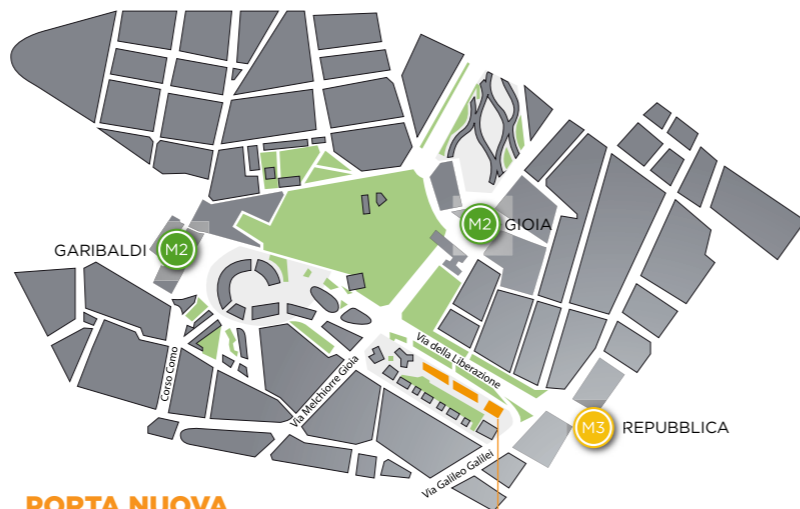 M2
GIOIA
GARIBALDI
M2
Via della Liberazione
Corso Como
Via Melchiorre Gioia
M3
REPUBBLICA
Via Galileo Galilei
PORTA NUOVA